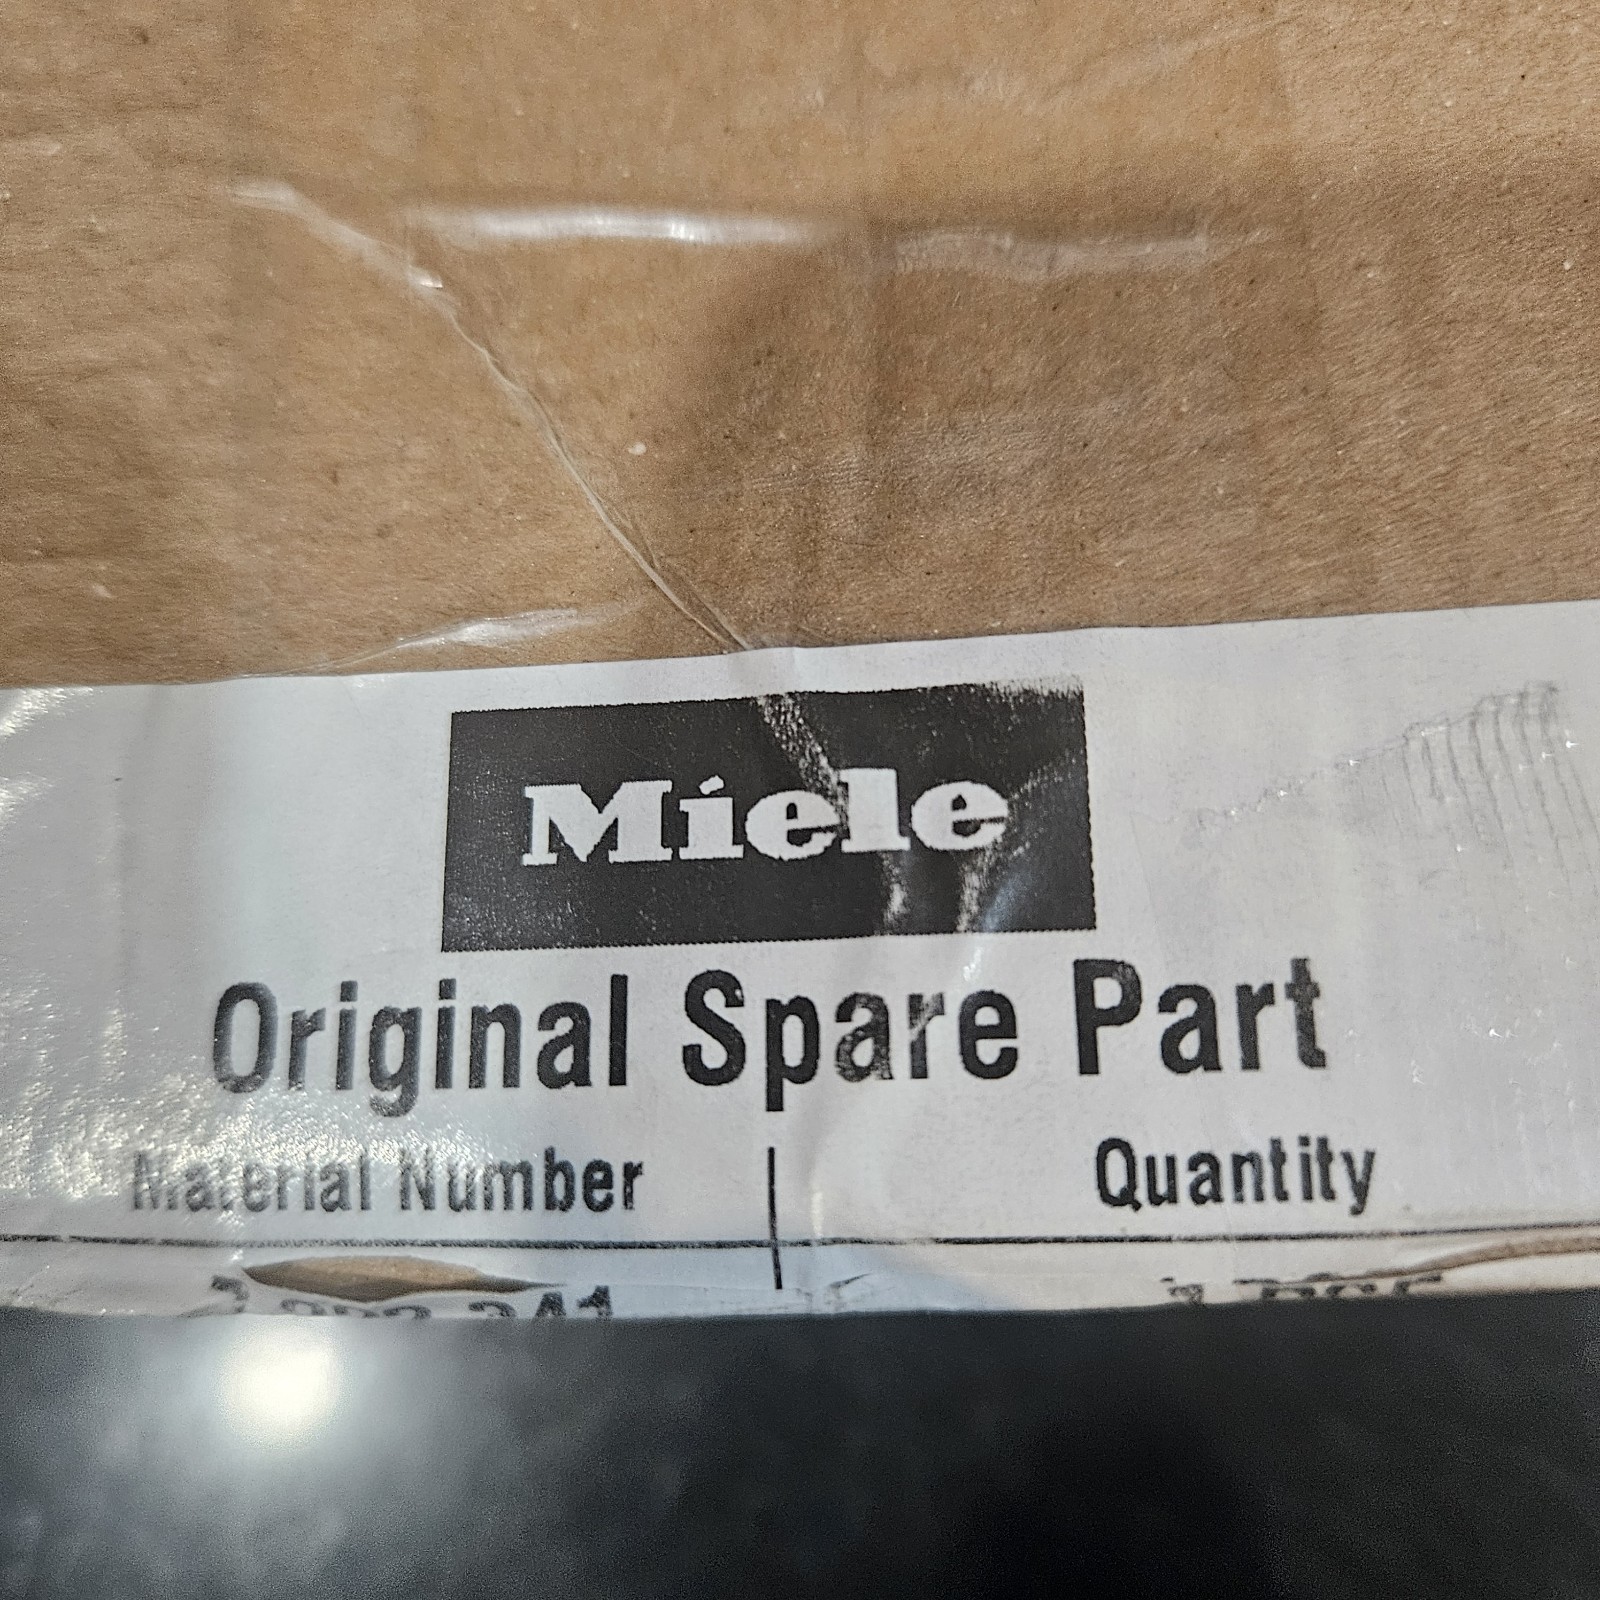 Miele
Original Spare Part
Material Number
Quantity